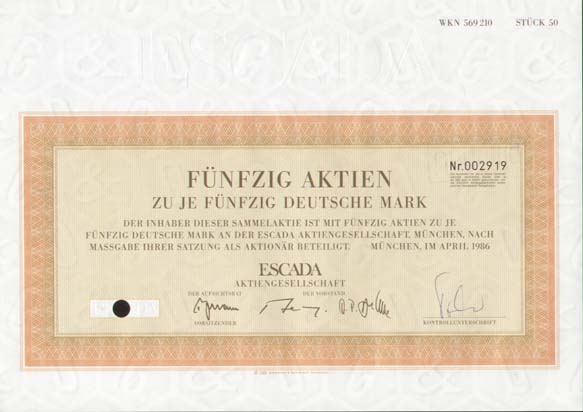 WKN 569 210 STÜCK 50
Nr.002919
FÜNFZIG AKTIEN
ZU JE FÜNFZIG DEUTSCHE MARK
DER INHABER DIESER SAMMELAKTIE IST MIT FÜNFZIG AKTIEN ZU JE
FÜNFZIG DEUTSCHE MARK AN DER ESCADA AKTIENGESELLSCHAFT, MÜNCHEN, NACH
MASSGABE IHRER SATZUNG ALS AKTIONÄR BETEILIGT. MÜNCHEN, IM APRIL 1986
ESCADA
AKTIENGESELLSCHAFT
DER AUFSICHTSRAT DER VORSTAND
VORSITZENDER
KONTROLLUNTERSCHRIFT